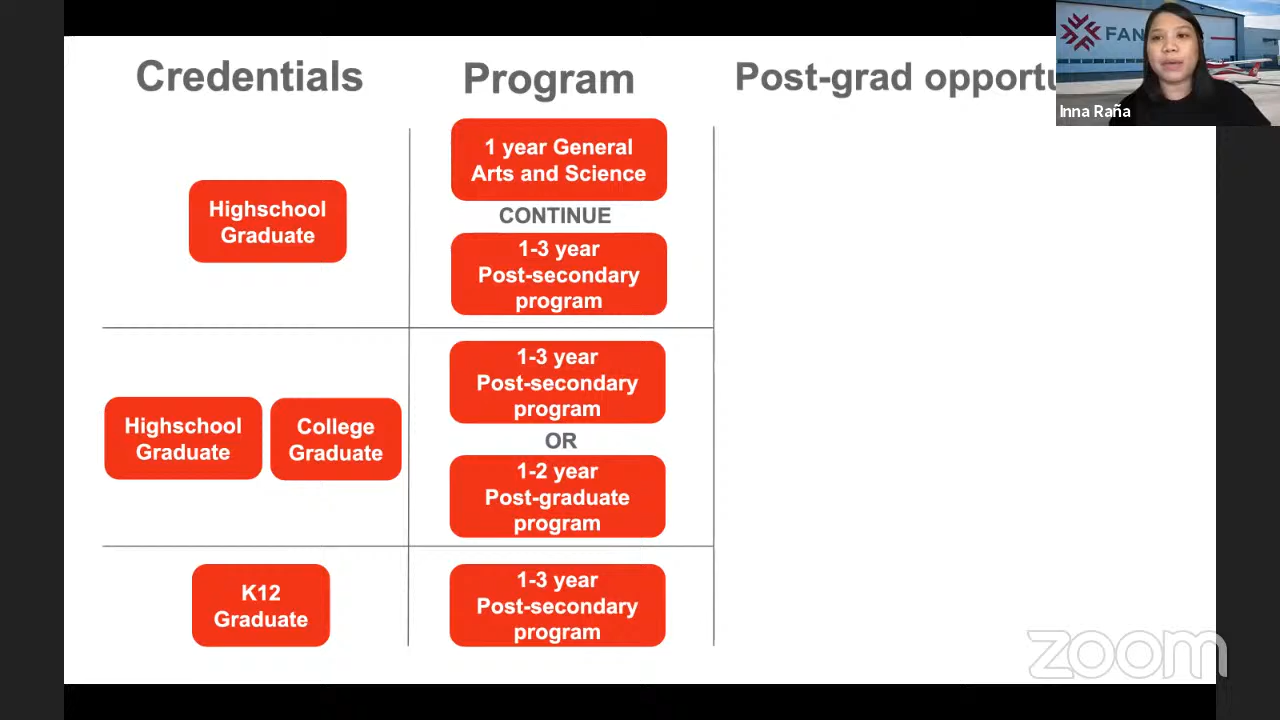 Credentials
Program
Post-grad opportu
FAN
Inna Raña
Highschool
Graduate
1 year General
Arts and Science
CONTINUE
1-3 year
Post-secondary
program
Highschool
Graduate
College
Graduate
1-3 year
Post-secondary
program
OR
1-2 year
Post-graduate
program
K12
Graduate
1-3 year
Post-secondary
program
zoom